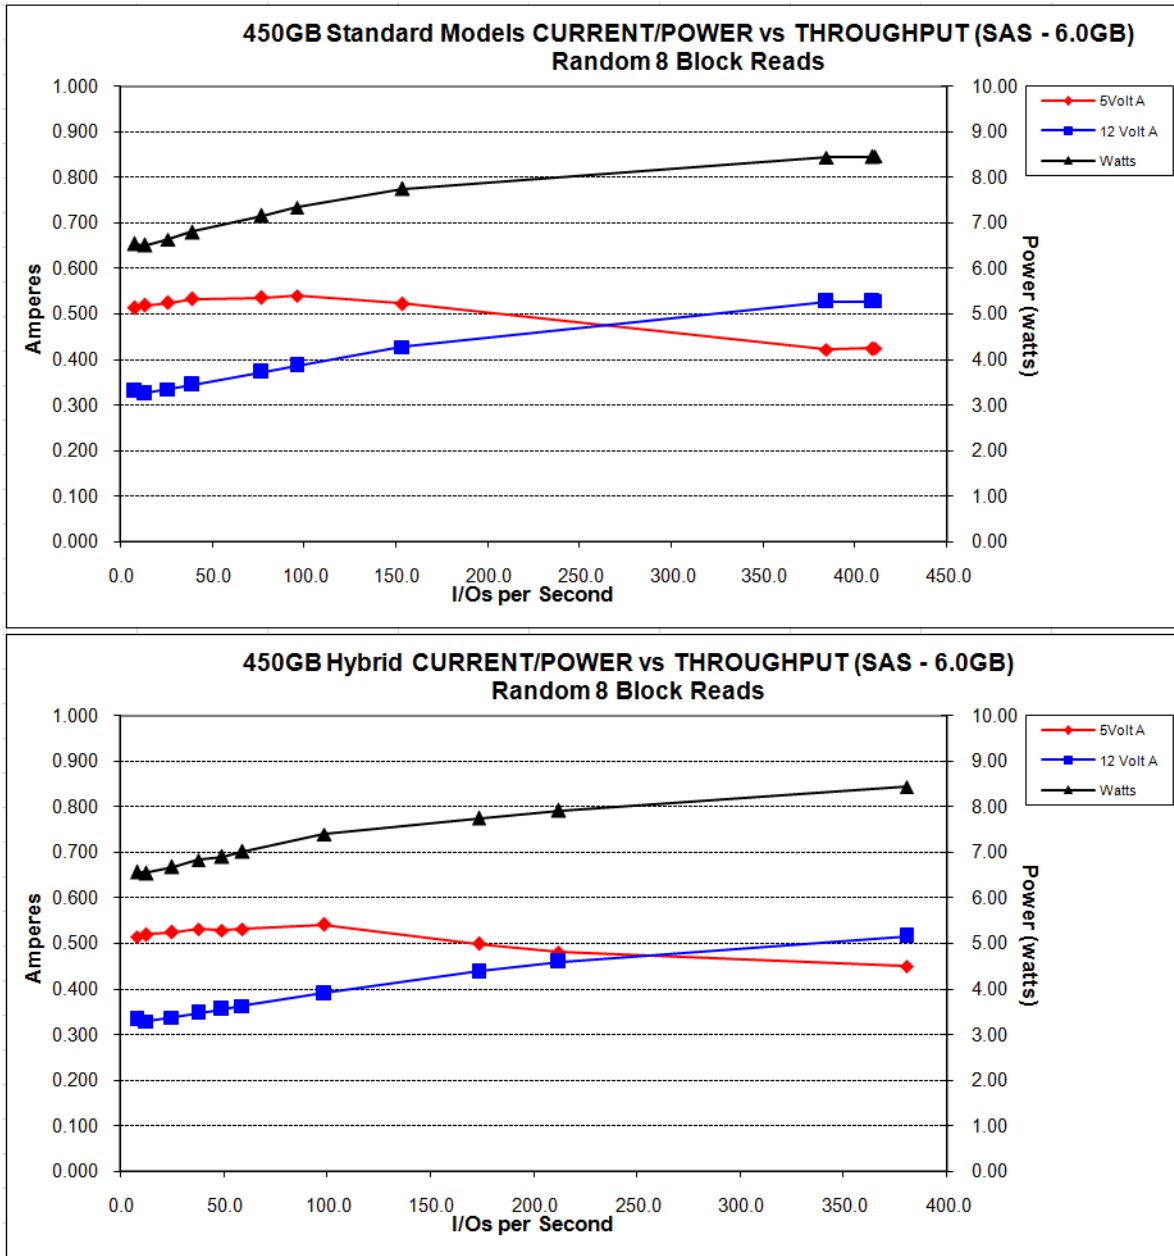 450GB Standard Models CURRENT/POWER vs THROUGHPUT (SAS - 6.0GB)
Random 8 Block Reads
1.000
0.900
0.800
0.700
0.600
0.500
0.400
0.300
0.200
0.100
0.000
Amperes
0.0 50.0 100.0 150.0 200.0 250.0 300.0 350.0 400.0 450.0
I/Os per Second
10.00
9.00
8.00
7.00
6.00
5.00
4.00
3.00
2.00
1.00
0.00
Power (watts)
5Volt A
12 Volt A
Watts
450GB Hybrid CURRENT/POWER vs THROUGHPUT (SAS - 6.0GB)
Random 8 Block Reads
1.000
0.900
0.800
0.700
0.600
0.500
0.400
0.300
0.200
0.100
0.000
Amperes
0.0 50.0 100.0 150.0 200.0 250.0 300.0 350.0 400.0
I/Os per Second
10.00
9.00
8.00
7.00
6.00
5.00
4.00
3.00
2.00
1.00
0.00
Power (watts)
5Volt A
12 Volt A
Watts